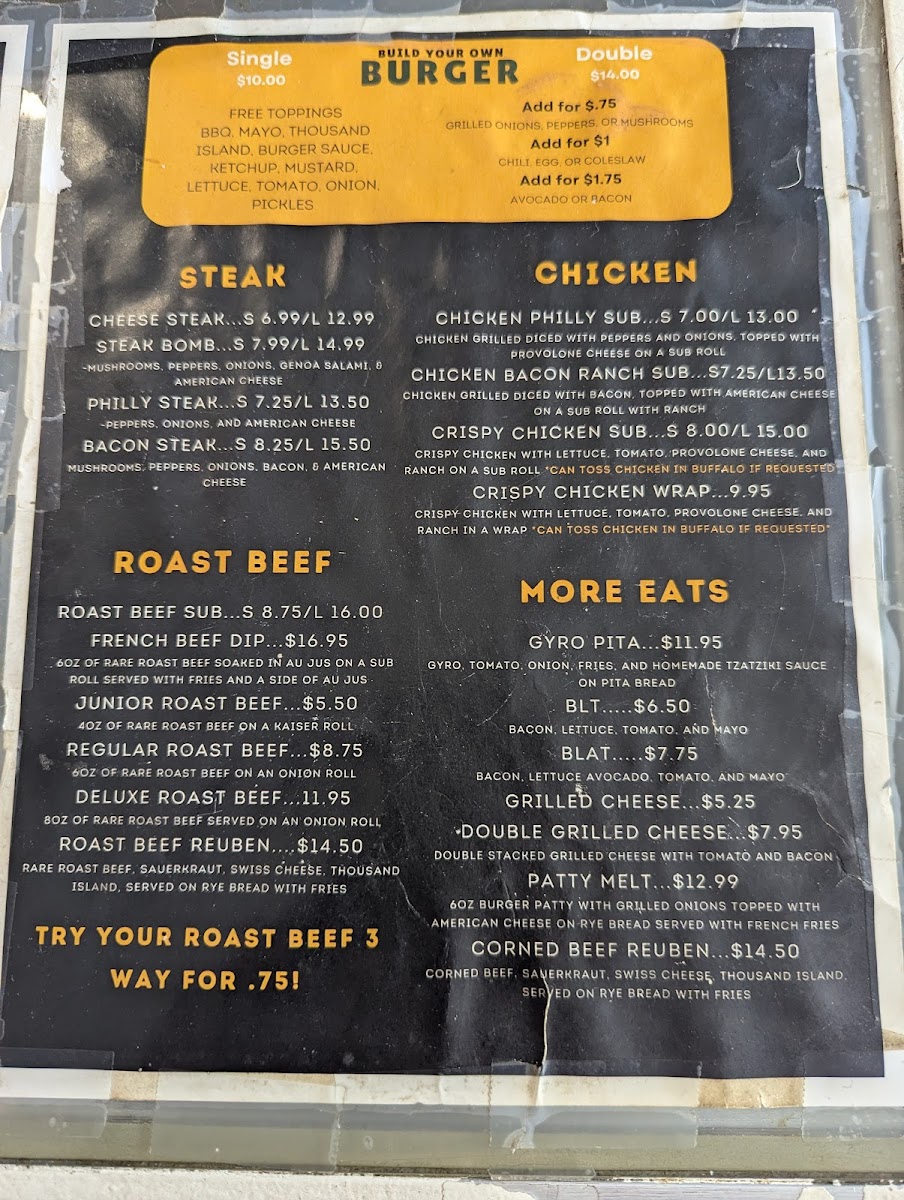 BUILD YOUR OWN
BURGER
Single
$10.00
Double
$14.00
FREE TOPPINGS
BBQ, MAYO, THOUSAND
ISLAND, BURGER SAUCE,
KETCHUP, MUSTARD,
LETTUCE, TOMATO, ONION,
PICKLES
Add for $.75
GRILLED ONIONS, PEPPERS, OR MUSHROOMS
Add for $1
CHILI, EGG, OR COLESLAW
Add for $1.75
AVOCADO OR BACON
STEAK
CHEESE STEAK...S 6.99/L 12.99
STEAK BOMB...S 7.99/L 14.99
-MUSHROOMS, PEPPERS, ONIONS, GENOA SALAMI, &
AMERICAN CHEESE
PHILLY STEAK...S 7.25/L 13.50
-PEPPERS, ONIONS, AND AMERICAN CHEESE
BACON STEAK...S 8.25/L 15.50
MUSHROOMS, PEPPERS, ONIONS, BACON, & AMERICAN
CHEESE
ROAST BEEF
ROAST BEEF SUB...S 8.75/L 16.00
FRENCH BEEF DIP...$16.95
6OZ OF RARE ROAST BEEF SOAKED IN AU JUS ON A SUB
ROLL SERVED WITH FRIES AND A SIDE OF AU JUS
JUNIOR ROAST BEEF...$5.50
4OZ OF RARE ROAST BEEF ON A KAISER ROLL
REGULAR ROAST BEEF...$8.75
6OZ OF RARE ROAST BEEF ON AN ONION ROLL
DELUXE ROAST BEEF...11.95
8OZ OF RARE ROAST BEEF SERVED ON AN ONION ROLL
ROAST BEEF REUBEN....$14.50
RARE ROAST BEEF, SAUERKRAUT, SWISS CHEESE, THOUSAND
ISLAND, SERVED ON RYE BREAD WITH FRIES
TRY YOUR ROAST BEEF 3
WAY FOR .75!
CHICKEN
CHICKEN PHILLY SUB...S 7.00/L 13.00
CHICKEN GRILLED DICED WITH PEPPERS AND ONIONS, TOPPED WITH
PROVOLONE CHEESE ON A SUB ROLL
CHICKEN BACON RANCH SUB...S7.25/L13.50
CHICKEN GRILLED DICED WITH BACON, TOPPED WITH AMERICAN CHEESE
ON A SUB ROLL WITH RANCH
CRISPY CHICKEN SUB...S 8.00/L 15.00
CRISPY CHICKEN WITH LETTUCE, TOMATO, PROVOLONE CHEESE, AND
RANCH ON A SUB ROLL *CAN TOSS CHICKEN IN BUFFALO IF REQUESTED
CRISPY CHICKEN WRAP...9.95
CRISPY CHICKEN WITH LETTUCE, TOMATO, PROVOLONE CHEESE, AND
RANCH IN A WRAP *CAN TOSS CHICKEN IN BUFFALO IF REQUESTED*
MORE EATS
GYRO PITA...$11.95
GYRO, TOMATO, ONION, FRIES, AND HOMEMADE TZATZIKI SAUCE
ON PITA BREAD
BLT.....$6.50
BACON, LETTUCE, TOMATO, AND MAYO
BLAT.....$7.75
BACON, LETTUCE AVOCADO, TOMATO, AND MAYO
GRILLED CHEESE...$5.25
DOUBLE GRILLED CHEESE...$7.95
DOUBLE STACKED GRILLED CHEESE WITH TOMATO AND BACON
PATTY MELT...$12.99
6OZ BURGER PATTY WITH GRILLED ONIONS TOPPED WITH
AMERICAN CHEESE ON RYE BREAD SERVED WITH FRENCH FRIES
CORNED BEEF REUBEN...$14.50
CORNED BEEF, SAUERKRAUT, SWISS CHEESE, THOUSAND ISLAND,
SERVED ON RYE BREAD WITH FRIES